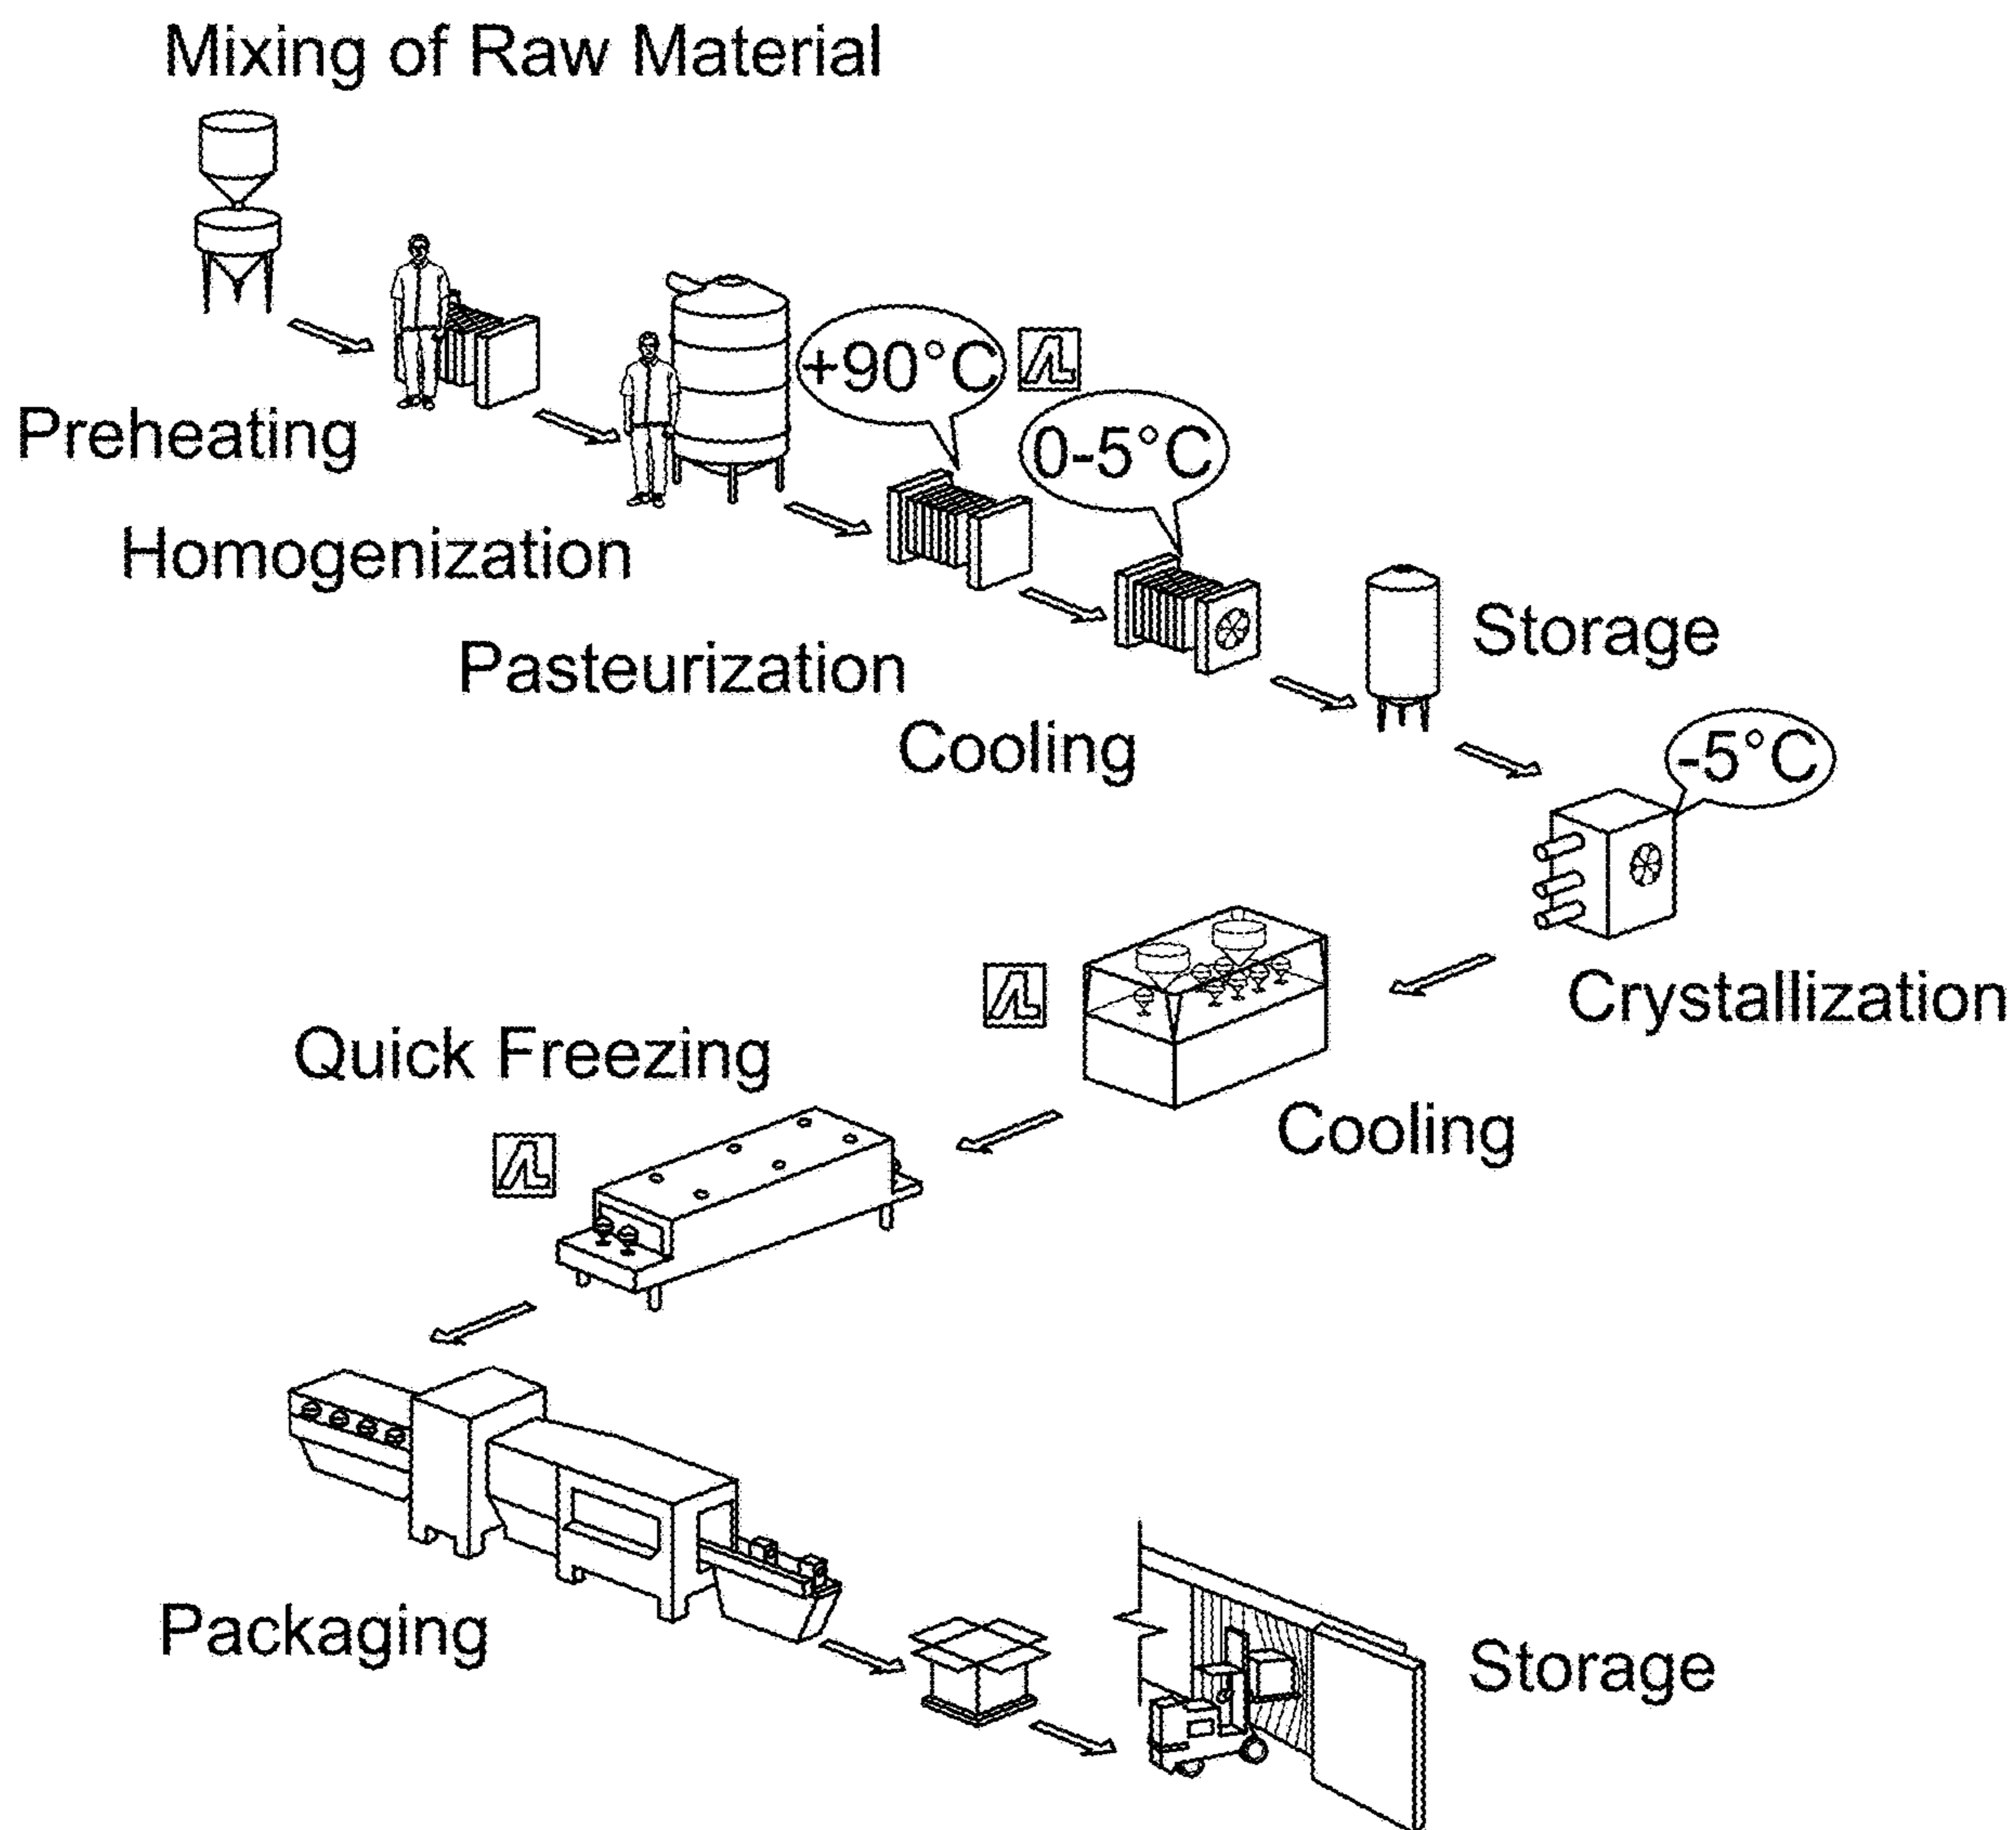 Mixing of Raw Material
Preheating
+90°C
0-5°C
Homogenization
Pasteurization
Storage
Cooling
-5°C
Crystallization
Quick Freezing
Cooling
Packaging
Storage